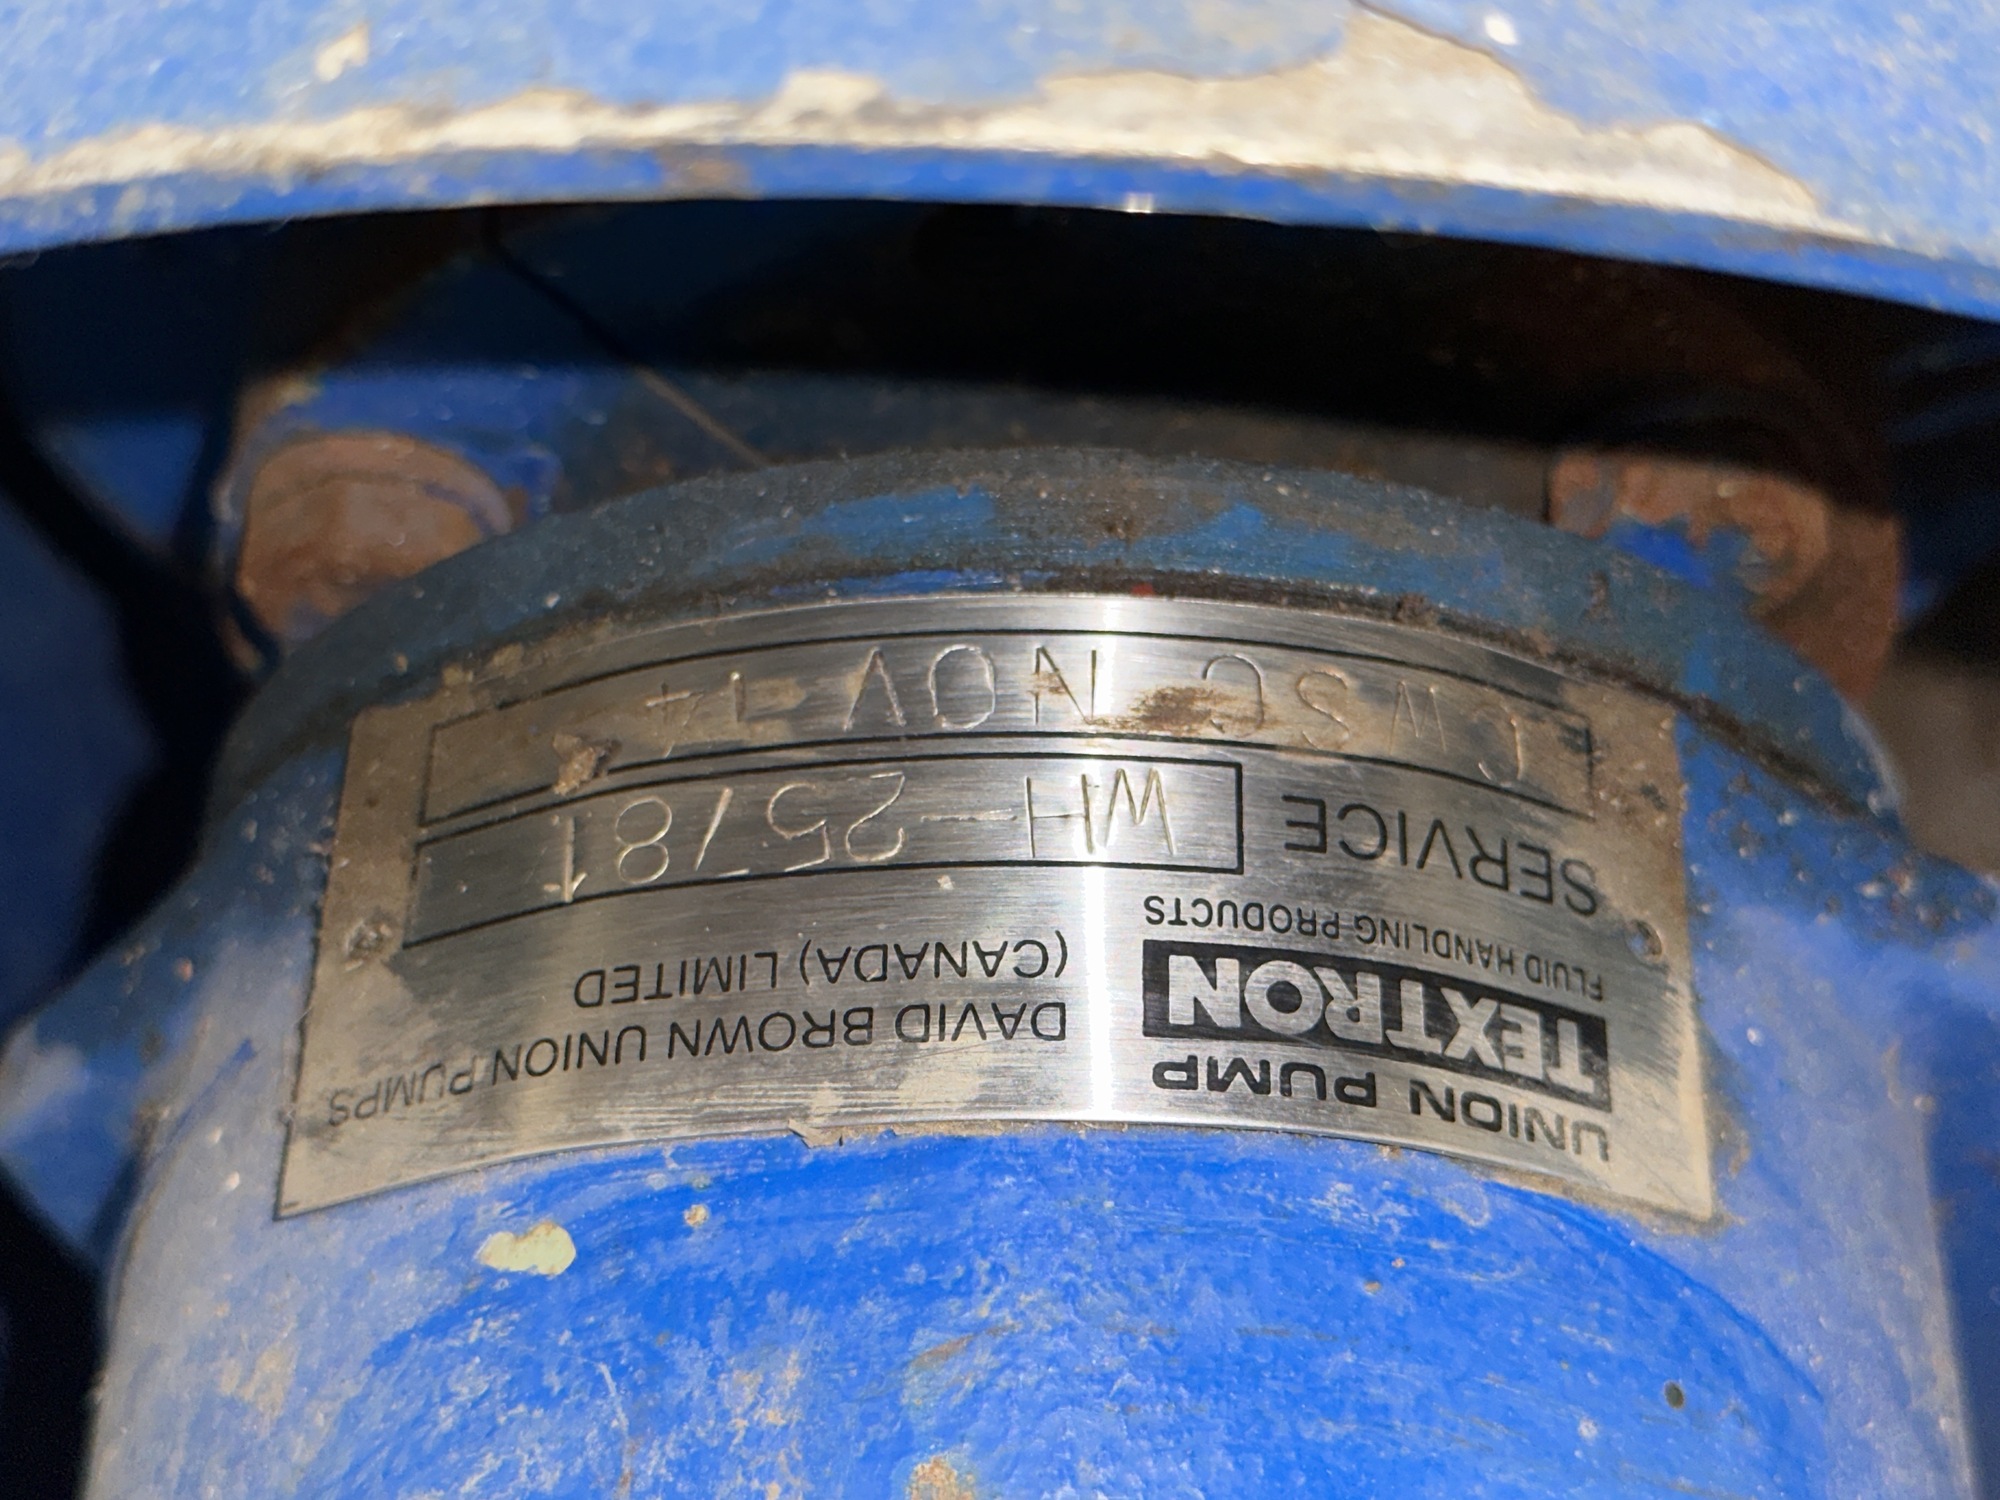 UNION PUMP
TEXTRON
FLUID HANDLING PRODUCTS
DAVID BROWN UNION PUMPS
(CANADA) LIMITED
SERVICE WH-25781
CWSC NOV 14